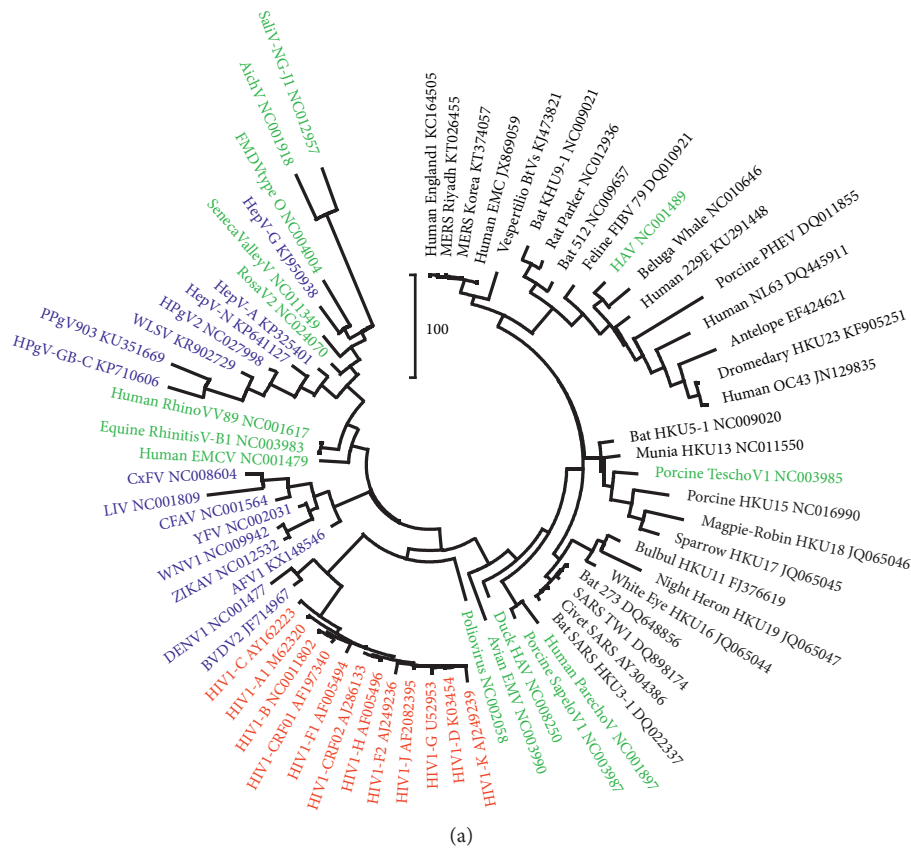 SaliV-NG-J1 NC012957
AichV NC001918
FMDVtype O NC004004
HepV-G KJ950938
SenecaValleyV NC011349
RosaV2 NC024070
HepV-A KP325401
HepV-N KP641127
HPgV2 NC027998
WLSV KR902729
PPgV903 KU351669
HPgV-GB-C KP710606
Human RhinoVV89 NC001617
Equine RhinitisV-B1 NC003983
Human EMCV NC001479
CxFV NC008604
LIV NC001809
CFAV NC001564
YFV NC002031
WNV1 NC009942
ZIKAV NC012532
AFV1 KX148546
DENV1 NC001477
BVDV2 JF714967
HIV1-C AY162223
HIV1-A1 M62320
HIV1-B NC0011802
HIV1-CRF01 AF197340
HIV1-F1 AF005494
HIV1-CRF02 AJ286133
HIV1-H AF005496
HIV1-F2 AJ249236
HIV1-J AF2082395
HIV1-G U52953
HIV1-D K03454
HIV1-K AJ249239
Poliovirus NC002058
Avian EMV NC003990
Duck HAV NC008250
Porcine SapeloV1 NC003987
Human ParechoV NC001897
Bat SARS HKU3-1 DQ022337
Civet SARS AY304386
SARS TW1 DQ898174
Bat 273 DQ648856
White Eye HKU16 JQ065044
Night Heron HKU19 JQ065047
Bulbul HKU11 FJ376619
Sparrow HKU17 JQ065045
Magpie-Robin HKU18 JQ065046
Porcine HKU15 NC016990
Porcine TeschoV1 NC003985
Munia HKU13 NC011550
Bat HKU5-1 NC009020
Human OC43 JN129835
Dromedary HKU23 KF905251
Antelope EF424621
Human NL63 DQ445911
Porcine PHEV DQ011855
Human 229E KU291448
Beluga Whale NC010646
HAV NC001489
Feline FIBV 79 DQ010921
Bat 512 NC009657
Rat Parker NC012936
Bat KHU9-1 NC009021
Vespertilio BtVs KJ473821
Human EMC JX869059
MERS Korea KT374057
MERS Riyadh KT026455
Human England1 KC164505
100
(a)